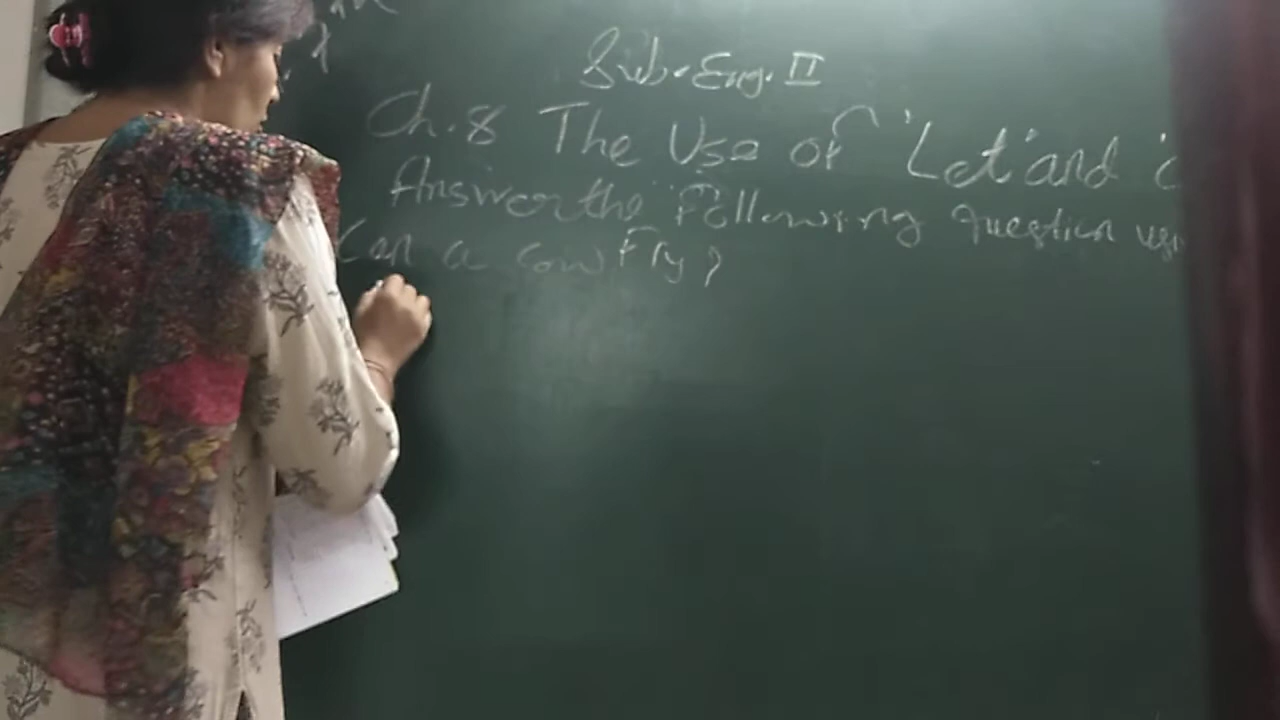 Sub. Eng. II
Ch. 8 The Use of 'Let' and
Answer the Following question
Can a cow Fly ?